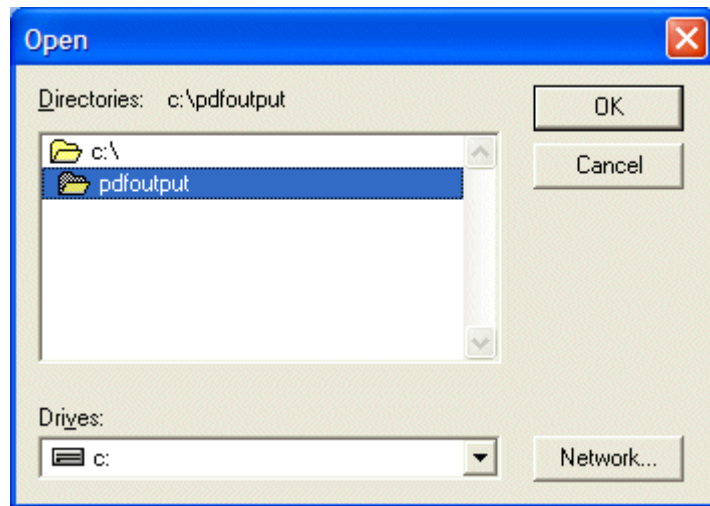 Open
Directories: c:\pdfoutput
OK
c:\
Cancel
pdfoutput
Drives:
c:
Network...